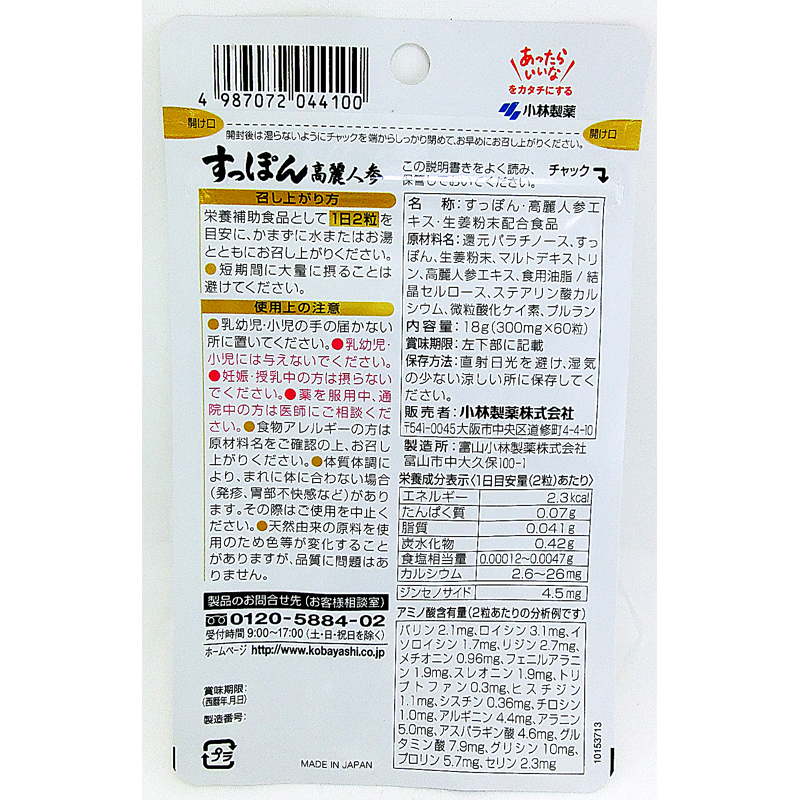 あったら
いいな
をカタチにする
小林製薬
4 987072 044100
開け口
開け口
開封後は湿らないようにチャックを端からしっかり閉めて、お早めにお召し上がりください。
すっぽん高麗人参
この説明書きをよく読み、
保管しておいてください。
チャック
召し上がり方
栄養補助食品として1日2粒を
目安に、かまずに水またはお湯
とともにお召し上がりください。
●短期間に大量に摂ることは
避けてください。
使用上の注意
●乳幼児・小児の手の届かない
所に置いてください。●乳幼児・
小児には与えないでください。
●妊娠・授乳中の方は摂らない
でください。●薬を服用中、通
院中の方は医師にご相談くださ
い。●食物アレルギーの方は
原材料名をご確認の上、お召し
上がりください。●体質体調に
より、まれに体に合わない場合
(発疹、胃部不快感など)があり
ます。その際はご使用を中止く
ださい。●天然由来の原料を使
用のため色等が変化すること
がありますが、品質に問題はあ
りません。
製品のお問合せ先(お客様相談室)
0120-5884-02
受付時間 9:00~17:00(土・日・祝日を除く)
ホームページ http://www.kobayashi.co.jp
賞味期限:
(西暦年月日)
製造番号:
プラ
MADE IN JAPAN
名称:すっぽん・高麗人参エ
キス・生姜粉末配合食品
原材料名:還元パラチノース、すっ
ぽん、生姜粉末、マルトデキストリ
ン、高麗人参エキス、食用油脂/結
晶セルロース、ステアリン酸カル
シウム、微粒酸化ケイ素、プルラン
内容量:18g(300mg×60粒)
賞味期限:左下部に記載
保存方法:直射日光を避け、湿気
の少ない涼しい所に保存してく
ださい。
販売者:小林製薬株式会社
〒541-0045大阪市中央区道修町4-4-10
製造所:富山小林製薬株式会社
富山市中大久保100-1
栄養成分表示〈1日目安量(2粒)あたり〉
エネルギー 2.3kcal
たんぱく質 0.07g
脂質 0.041g
炭水化物 0.42g
食塩相当量 0.00012~0.0047g
カルシウム 2.6~26mg
ジンセノサイド 4.5mg
アミノ酸含有量(2粒あたりの分析例です)
バリン 2.1mg、ロイシン 3.1mg、イ
ソロイシン 1.7mg、リジン 2.7mg、
メチオニン 0.96mg、フェニルアラニ
ン 1.9mg、スレオニン 1.9mg、トリ
プトファン 0.3mg、ヒスチジン
1.1mg、シスチン 0.36mg、チロシン
1.0mg、アルギニン 4.4mg、アラニン
5.0mg、アスパラギン酸 4.6mg、グル
タミン酸 7.9mg、グリシン 10mg、
プロリン 5.7mg、セリン 2.3mg
10153713